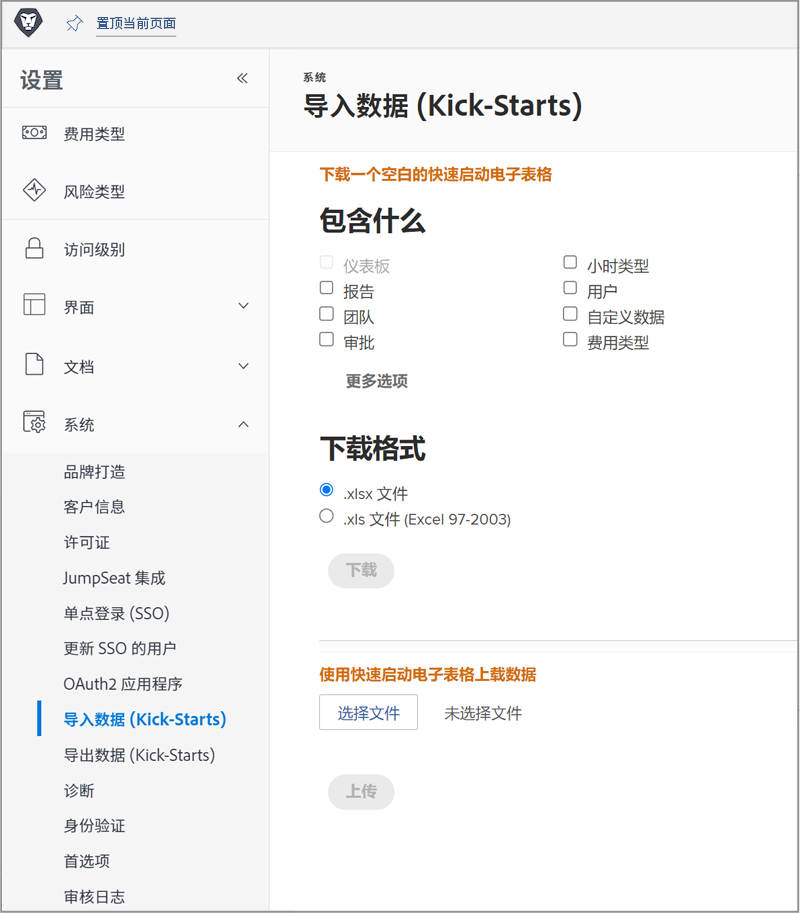 置顶当前页面
设置
费用类型
风险类型
访问级别
界面
文档
系统
品牌打造
客户信息
许可证
JumpSeat 集成
单点登录 (SSO)
更新 SSO 的用户
OAuth2 应用程序
导入数据 (Kick-Starts)
导出数据 (Kick-Starts)
诊断
身份验证
首选项
审核日志
系统
导入数据 (Kick-Starts)
下载一个空白的快速启动电子表格
包含什么
仪表板
报告
团队
审批
小时类型
用户
自定义数据
费用类型
更多选项
下载格式
.xlsx 文件
.xls 文件 (Excel 97-2003)
下载
使用快速启动电子表格上载数据
选择文件 未选择文件
上传